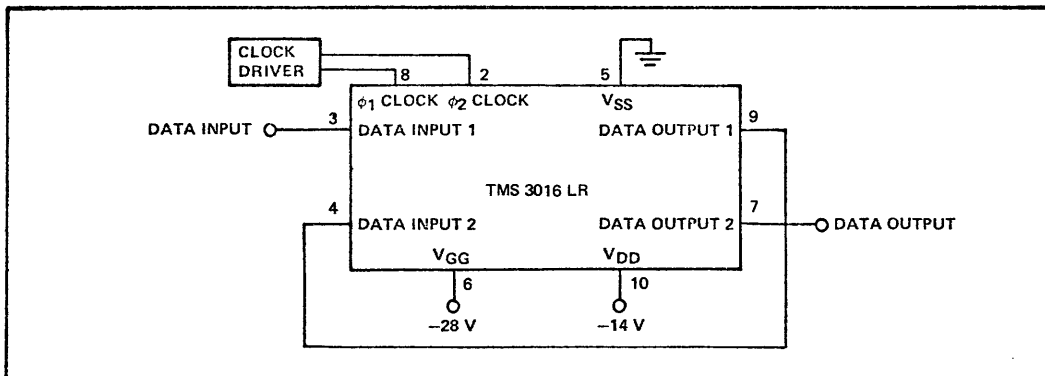 CLOCK
DRIVER
8
2
5
ϕ1 CLOCK
ϕ2 CLOCK
VSS
DATA INPUT
3
DATA INPUT 1
DATA OUTPUT 1
9
TMS 3016 LR
4
DATA INPUT 2
DATA OUTPUT 2
7
DATA OUTPUT
VGG
VDD
6
10
−28 V
−14 V